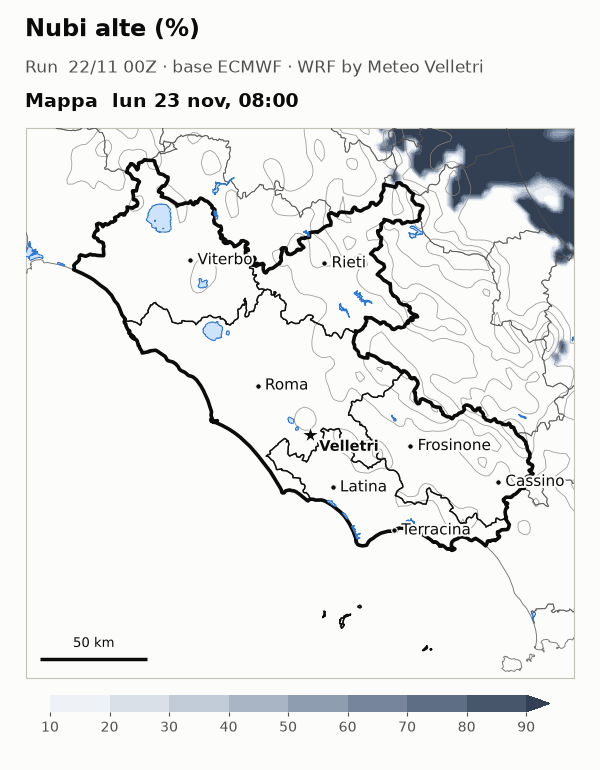 Nubi alte (%)
Run  22/11 00Z · base ECMWF · WRF by Meteo Velletri
Mappa  lun 23 nov, 08:00
Viterbo
Rieti
Roma
Velletri
Frosinone
Latina
Cassino
Terracina
50 km
10 20 30 40 50 60 70 80 90